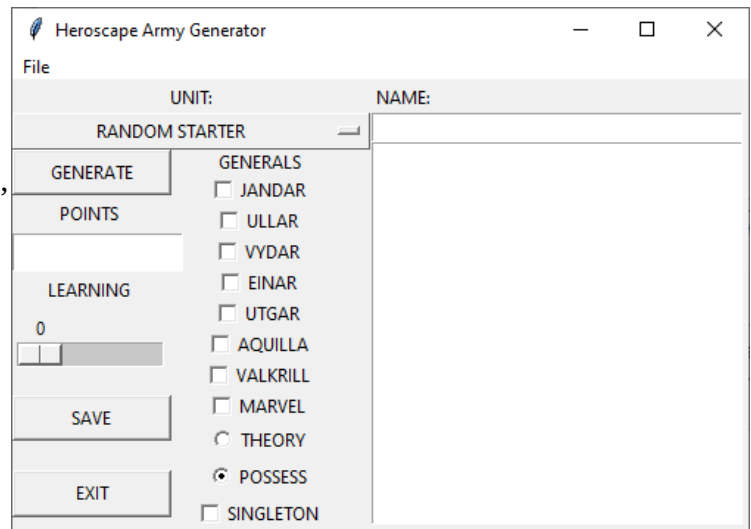 Heroscape Army Generator
File
UNIT:
NAME:
RANDOM STARTER
GENERATE
POINTS
LEARNING
0
SAVE
EXIT
GENERALS
JANDAR
ULLAR
VYDAR
EINAR
UTGAR
AQUILLA
VALKRILL
MARVEL
THEORY
POSSESS
SINGLETON
,